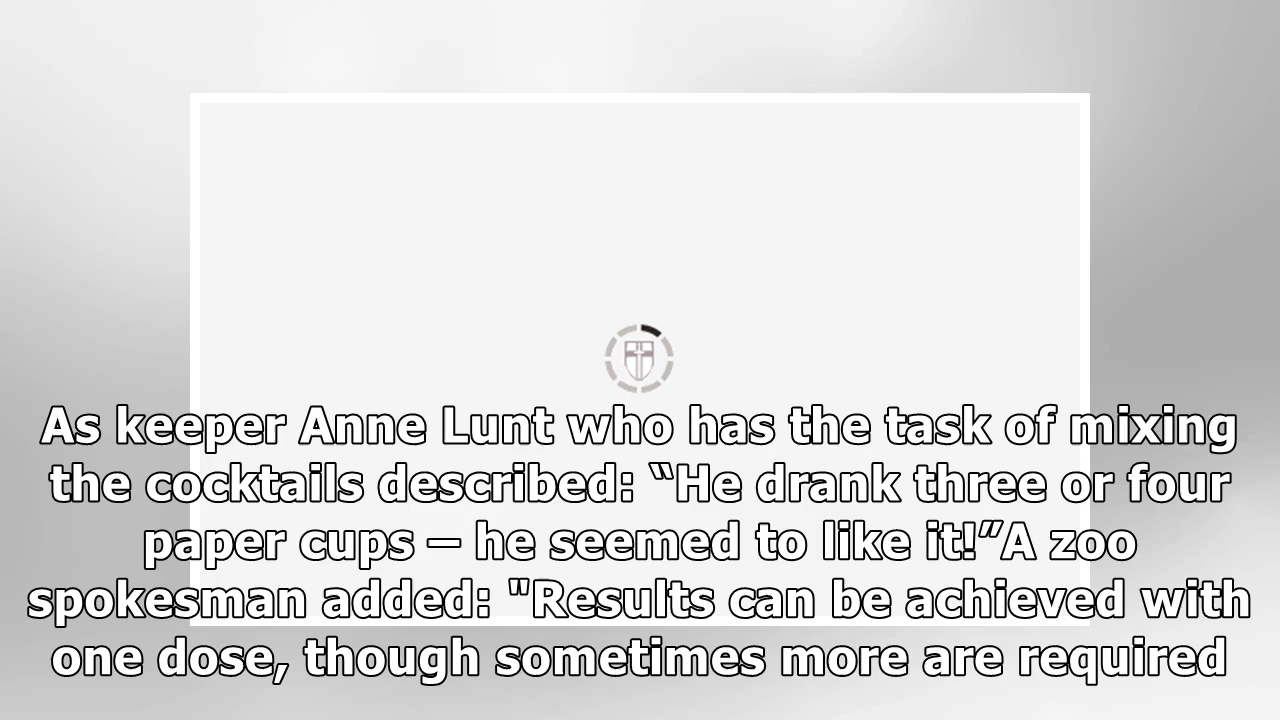 As keeper Anne Lunt who has the task of mixing
the cocktails described: “He drank three or four
paper cups – he seemed to like it!”A zoo
spokesman added: "Results can be achieved with
one dose, though sometimes more are required